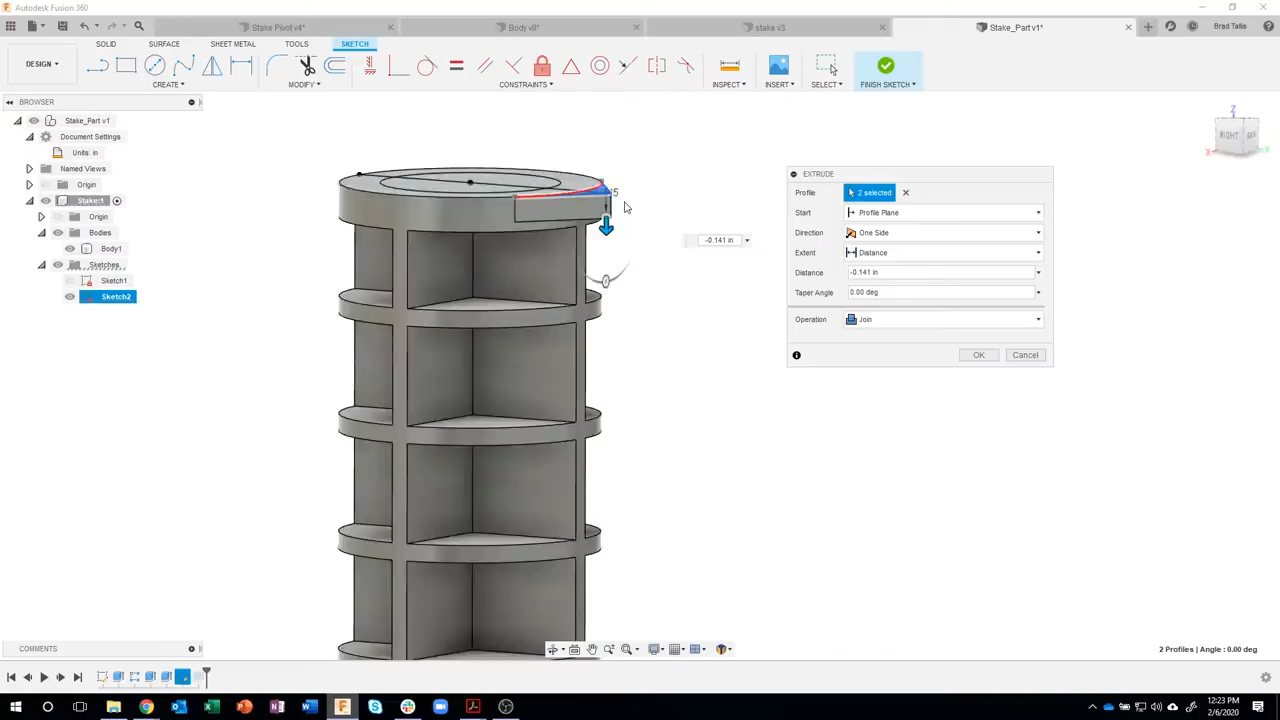 Autodesk Fusion 360
Stake Pivot v4*
Body v8*
stake v3
Stake_Part v1*
Brad Tallis
SOLID
SURFACE
SHEET METAL
TOOLS
SKETCH
DESIGN
CREATE
MODIFY
CONSTRAINTS
INSPECT
INSERT
SELECT
FINISH SKETCH
BROWSER
Stake_Part v1
Document Settings
Units: in
Named Views
Origin
Stake:1
Origin
Bodies
Body1
Sketches
Sketch1
Sketch2
-0.141 in
Z
RIGHT
X
Y
EXTRUDE
Profile 2 selected
Start Profile Plane
Direction One Side
Extent Distance
Distance -0.141 in
Taper Angle 0.00 deg
Operation Join
OK Cancel
COMMENTS
2 Profiles | Angle : 0.00 deg
12:23 PM
2/6/2020